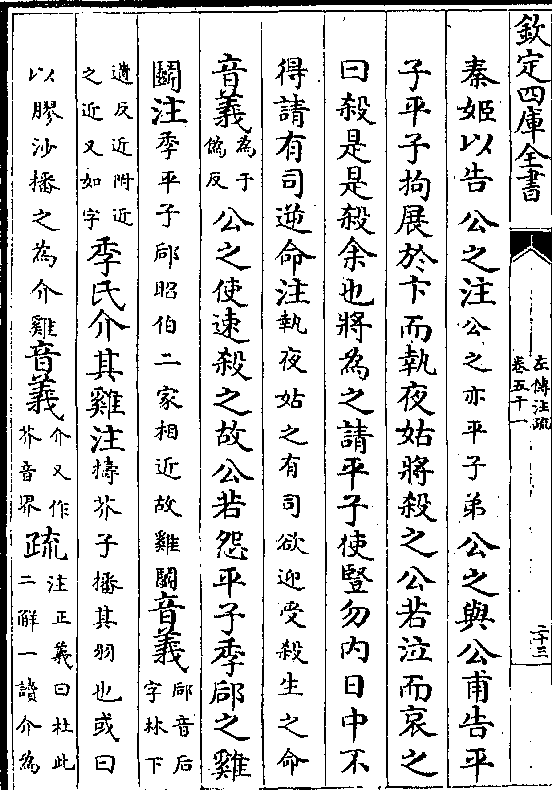 欽定四庫全書
左傳注疏
卷五十一
二十三
秦姬以告公之注公之亦平子弟公之與公甫告平
子平子拘展於卞而執夜姑將殺之公若泣而哀之
曰殺是是殺余也將為之請平子使豎勿内日中不
得請有司逆命注執夜姑之有司欲迎受殺生之命
音義為于偽反公之使速殺之故公若怨平子季郈之雞
鬭注季平子郈昭伯二家相近故雞鬭音義郈音后字林下
遘反近附近之近又如字季氏介其雞注擣芥子播其羽也或曰
以膠沙播之為介雞音義介又作芥音界疏注正義曰杜此二解一讀介為